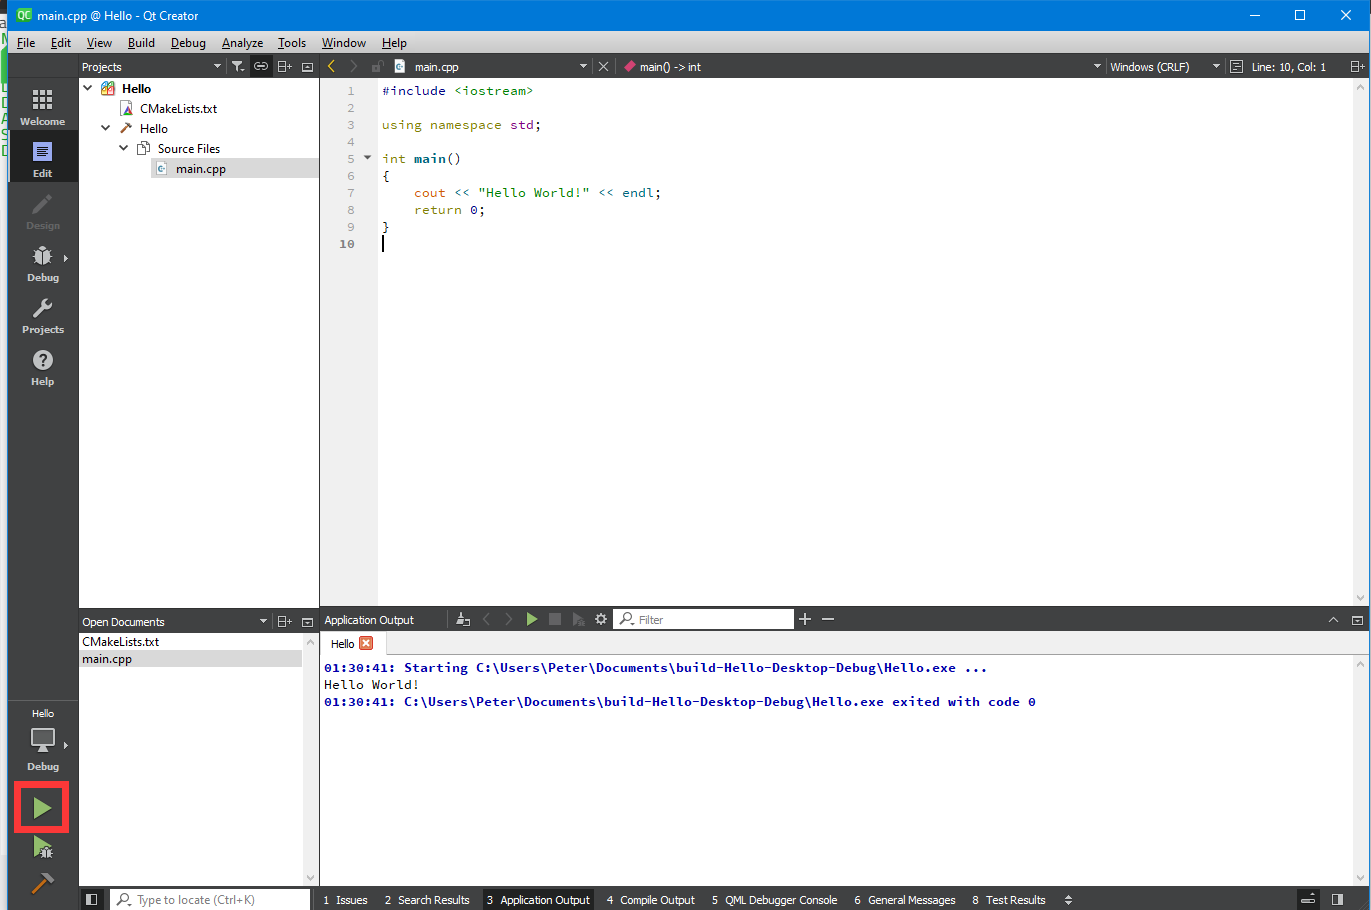 main.cpp @ Hello - Qt Creator
File Edit View Build Debug Analyze Tools Window Help
Projects
main.cpp
main() -> int
Windows (CRLF)
Line: 10, Col: 1
Welcome
Edit
Design
Debug
Projects
Help
Hello
Debug
Hello
CMakeLists.txt
Hello
Source Files
main.cpp
1 #include <iostream>
2
3 using namespace std;
4
5 int main()
6 {
7 cout << "Hello World!" << endl;
8 return 0;
9 }
10
Open Documents
CMakeLists.txt
main.cpp
Application Output
Filter
Hello
01:30:41: Starting C:\Users\Peter\Documents\build-Hello-Desktop-Debug\Hello.exe ...
Hello World!
01:30:41: C:\Users\Peter\Documents\build-Hello-Desktop-Debug\Hello.exe exited with code 0
Type to locate (Ctrl+K)
1 Issues 2 Search Results 3 Application Output 4 Compile Output 5 QML Debugger Console 6 General Messages 8 Test Results